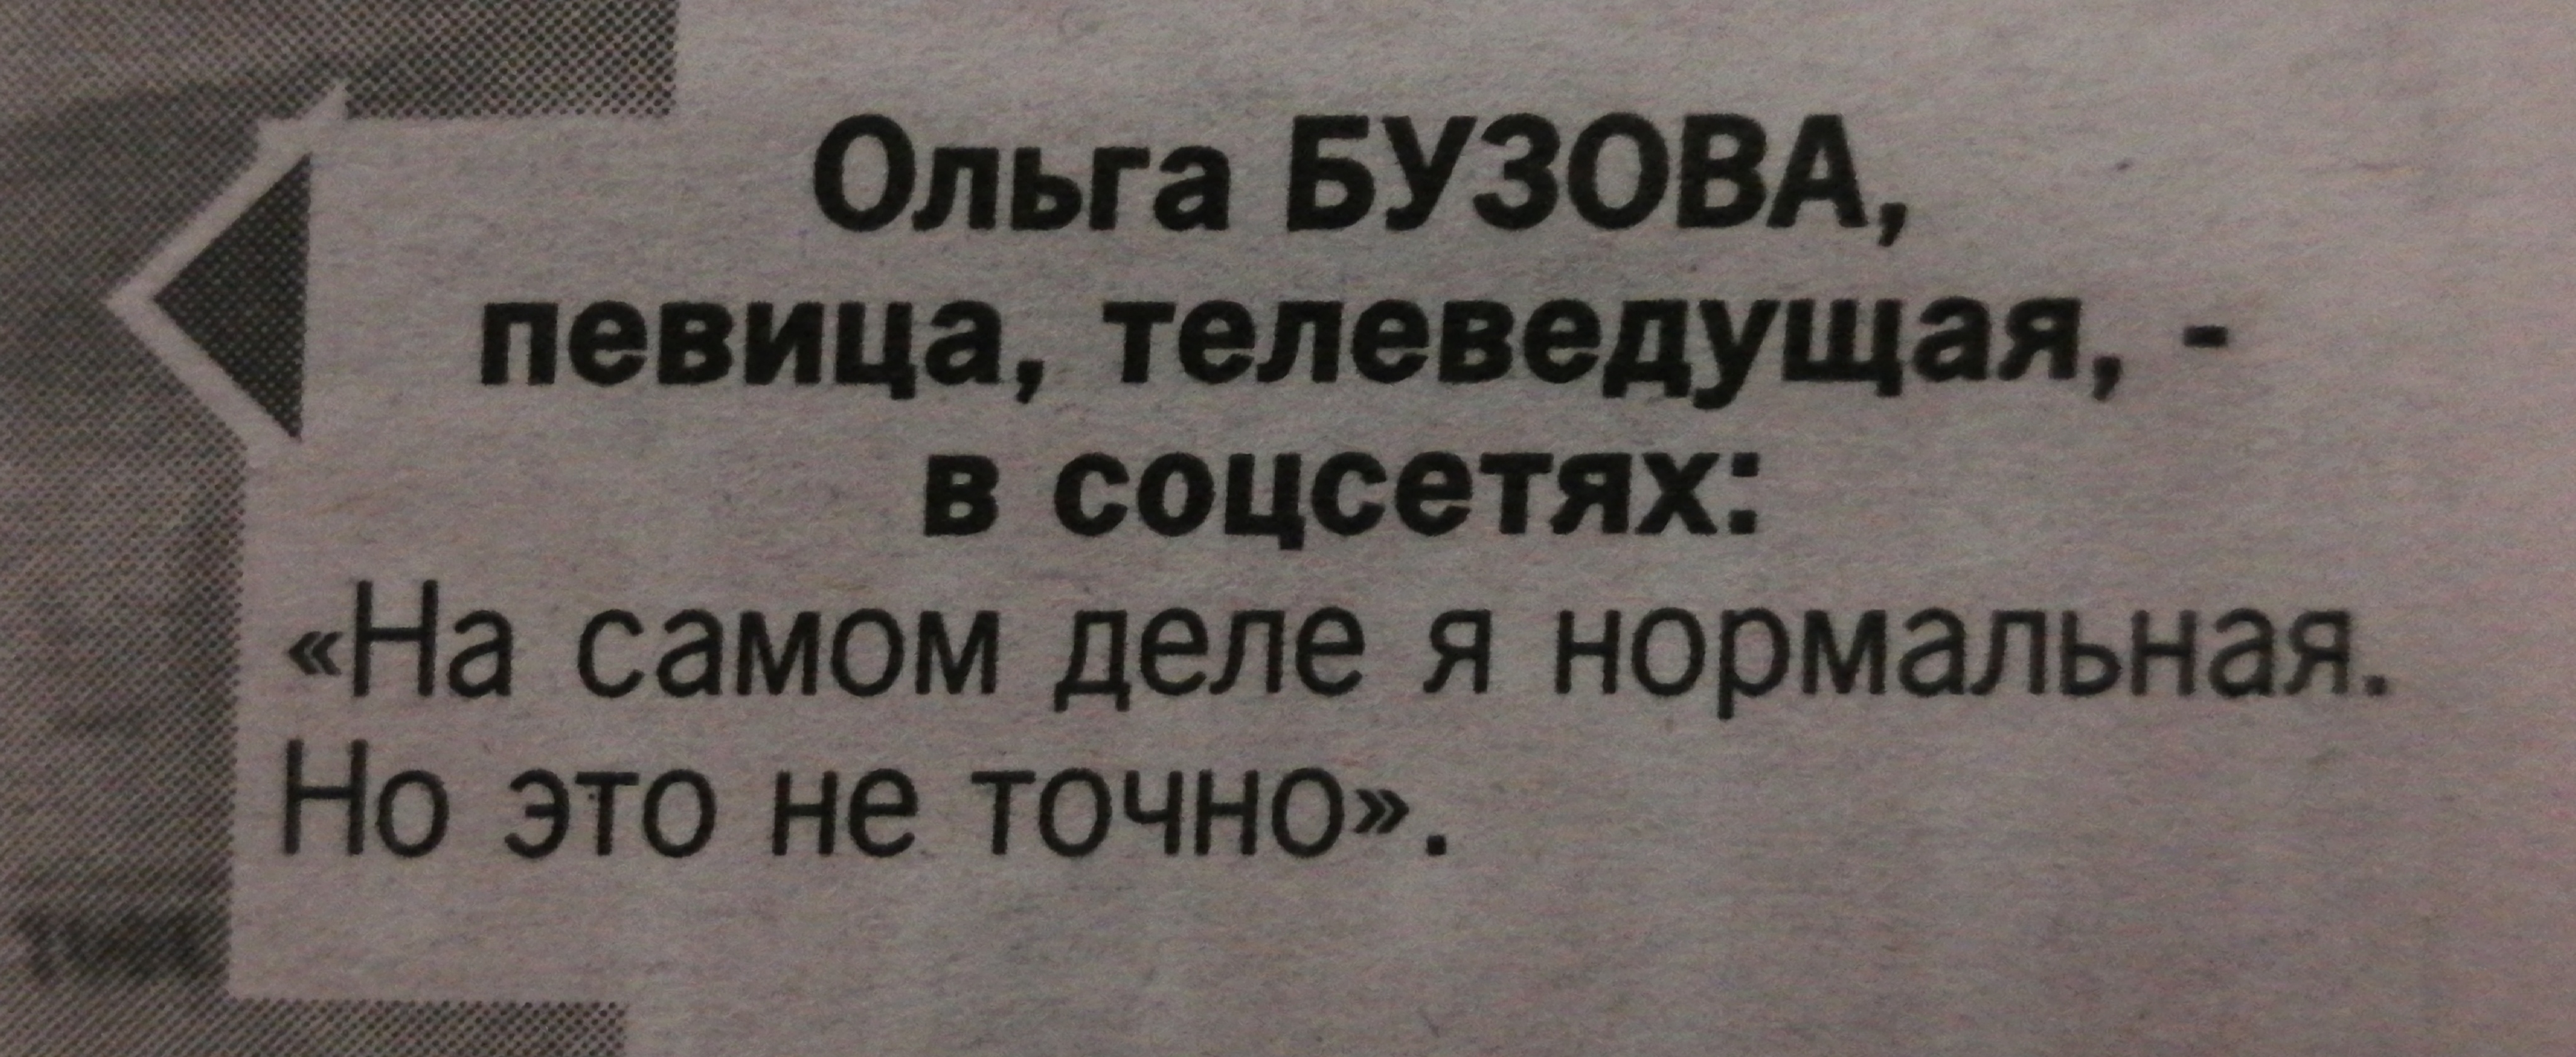 Ольга БУЗОВА,
певица, телеведущая, -
в соцсетях:
«На самом деле я нормальная.
Но это не точно».